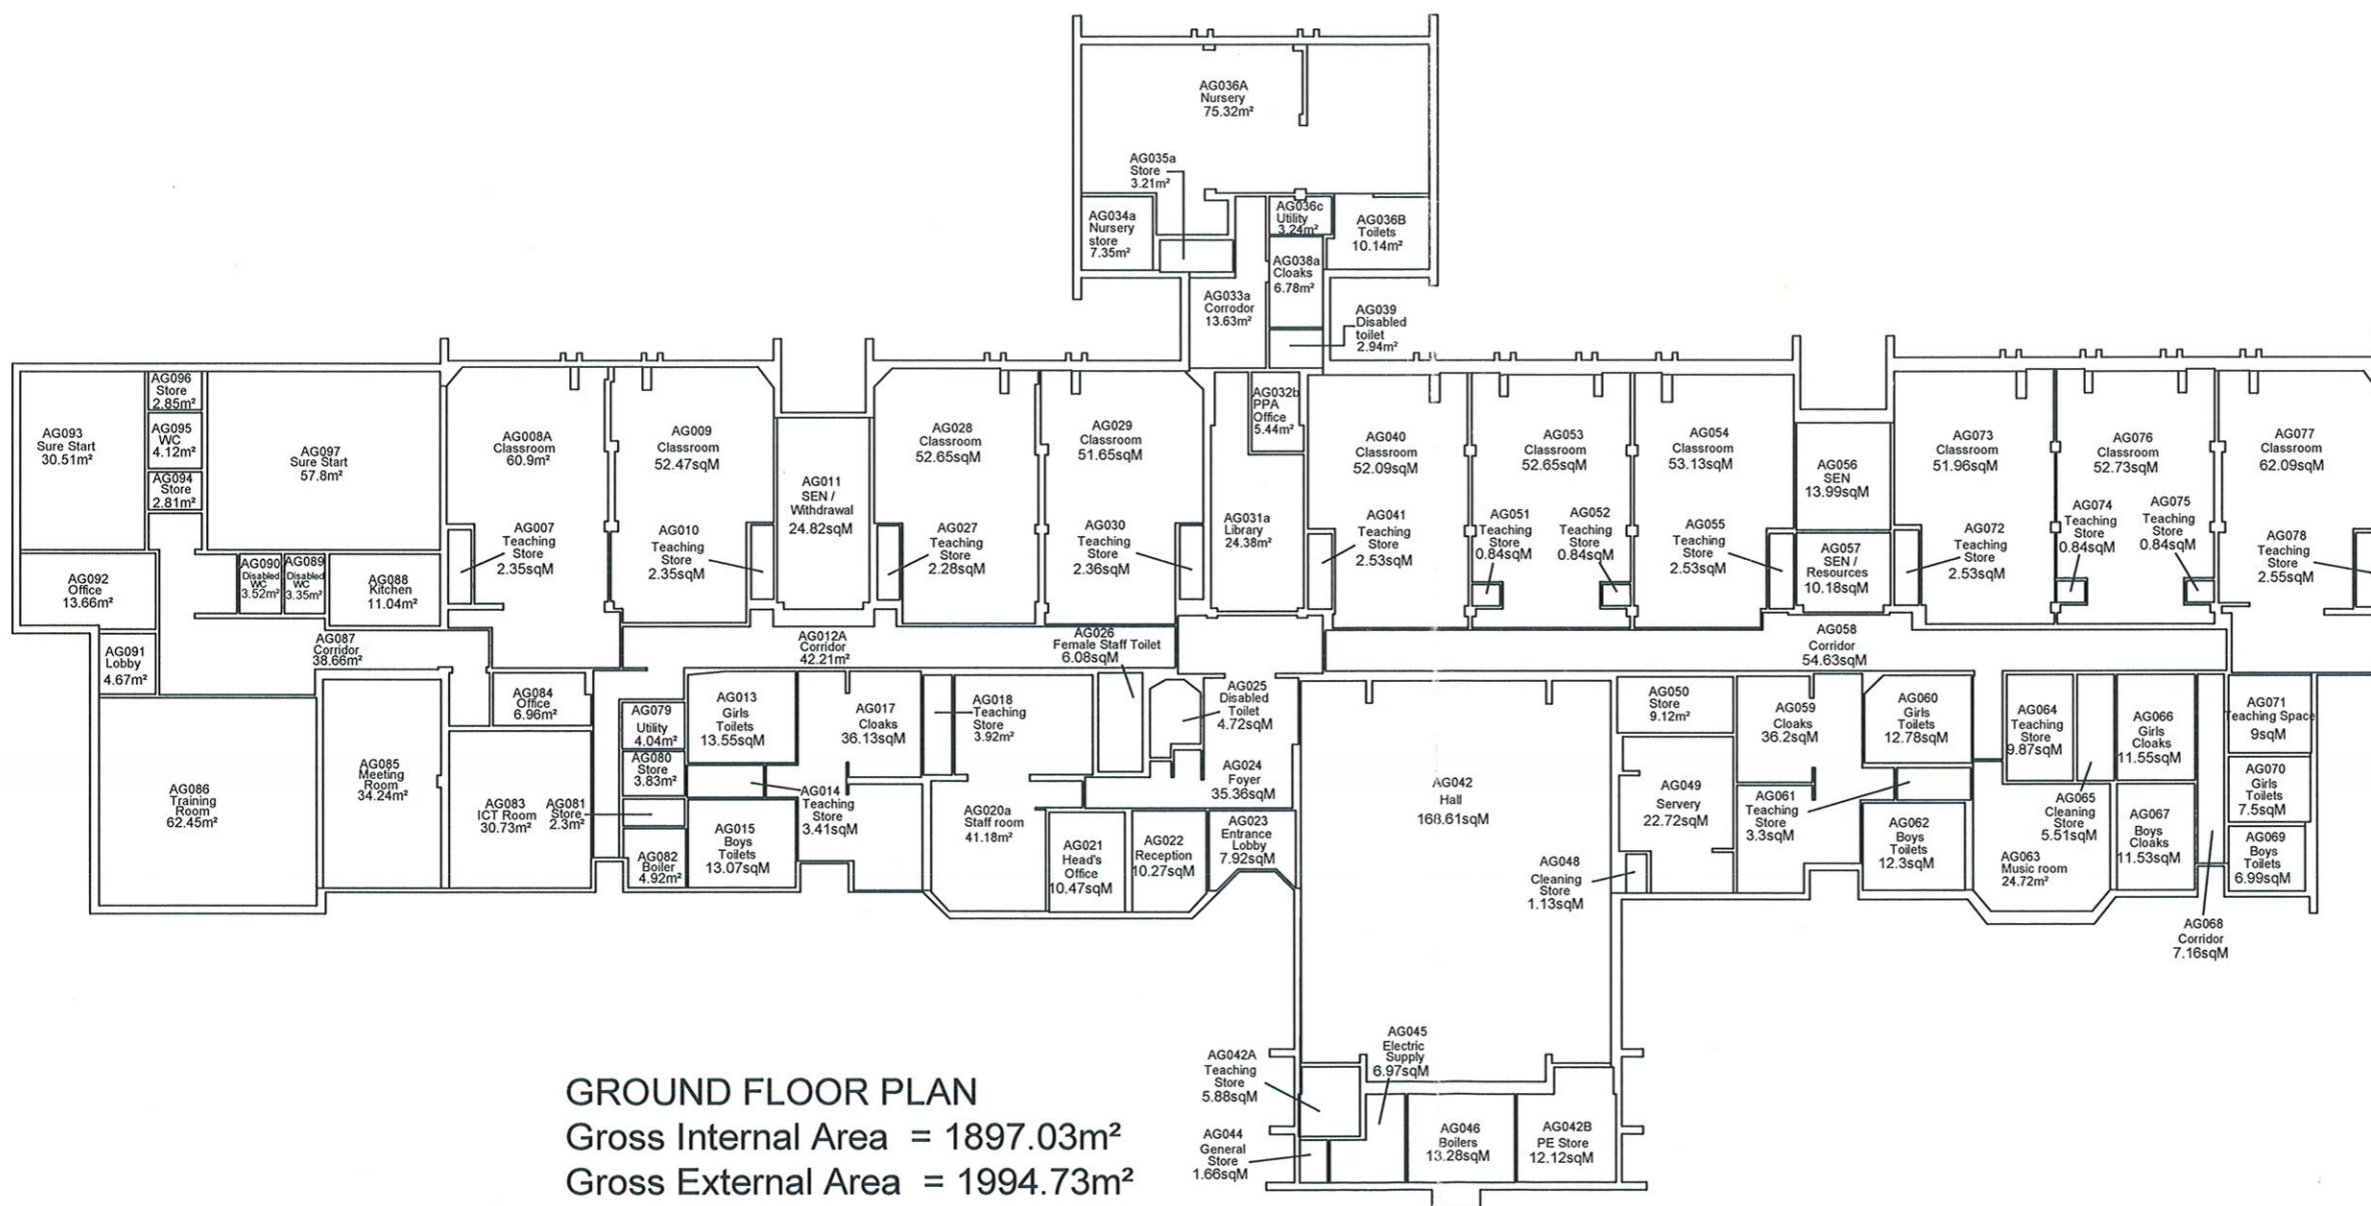 AG036A
Nursery
75.32m²
AG035a
Store
3.21m²
AG034a
Nursery
store
7.35m²
AG036c
Utility
3.24m²
AG036B
Toilets
10.14m²
AG038a
Cloaks
6.78m²
AG033a
Corrodor
13.63m²
AG039
Disabled
toilet
2.94m²
AG093
Sure Start
30.51m²
AG096
Store
2.85m²
AG095
WC
4.12m²
AG094
Store
2.81m²
AG097
Sure Start
57.8m²
AG008A
Classroom
60.9m²
AG007
Teaching
Store
2.35sqM
AG009
Classroom
52.47sqM
AG010
Teaching
Store
2.35sqM
AG011
SEN /
Withdrawal
24.82sqM
AG028
Classroom
52.65sqM
AG027
Teaching
Store
2.28sqM
AG029
Classroom
51.65sqM
AG030
Teaching
Store
2.36sqM
AG032b
PPA
Office
5.44m²
AG031a
Library
24.38m²
AG040
Classroom
52.09sqM
AG041
Teaching
Store
2.53sqM
AG053
Classroom
52.65sqM
AG051
Teaching
Store
0.84sqM
AG052
Teaching
Store
0.84sqM
AG054
Classroom
53.13sqM
AG055
Teaching
Store
2.53sqM
AG056
SEN
13.99sqM
AG057
SEN /
Resources
10.18sqM
AG073
Classroom
51.96sqM
AG072
Teaching
Store
2.53sqM
AG076
Classroom
52.73sqM
AG074
Teaching
Store
0.84sqM
AG075
Teaching
Store
0.84sqM
AG077
Classroom
62.09sqM
AG078
Teaching
Store
2.55sqM
AG092
Office
13.66m²
AG090
Disabled
WC
3.52m²
AG089
Disabled
WC
3.35m²
AG088
Kitchen
11.04m²
AG091
Lobby
4.67m²
AG087
Corridor
38.66m²
AG012A
Corridor
42.21m²
AG026
Female Staff Toilet
6.08sqM
AG058
Corridor
54.63sqM
AG086
Training
Room
62.45m²
AG085
Meeting
Room
34.24m²
AG084
Office
6.96m²
AG083
ICT Room
30.73m²
AG079
Utility
4.04m²
AG080
Store
3.83m²
AG081
Store
2.3m²
AG082
Boiler
4.92m²
AG013
Girls
Toilets
13.55sqM
AG014
Teaching
Store
3.41sqM
AG015
Boys
Toilets
13.07sqM
AG017
Cloaks
36.13sqM
AG018
Teaching
Store
3.92m²
AG020a
Staff room
41.18m²
AG021
Head's
Office
10.47sqM
AG022
Reception
10.27sqM
AG025
Disabled
Toilet
4.72sqM
AG024
Foyer
35.36sqM
AG023
Entrance
Lobby
7.92sqM
AG042
Hall
168.61sqM
AG050
Store
9.12m²
AG049
Servery
22.72sqM
AG048
Cleaning
Store
1.13sqM
AG059
Cloaks
36.2sqM
AG061
Teaching
Store
3.3sqM
AG060
Girls
Toilets
12.78sqM
AG062
Boys
Toilets
12.3sqM
AG064
Teaching
Store
9.87sqM
AG065
Cleaning
Store
5.51sqM
AG063
Music room
24.72m²
AG066
Girls
Cloaks
11.55sqM
AG067
Boys
Cloaks
11.53sqM
AG071
Teaching Space
9sqM
AG070
Girls
Toilets
7.5sqM
AG069
Boys
Toilets
6.99sqM
AG068
Corridor
7.16sqM
AG045
Electric
Supply
6.97sqM
AG042A
Teaching
Store
5.88sqM
AG044
General
Store
1.66sqM
AG046
Boilers
13.28sqM
AG042B
PE Store
12.12sqM
GROUND FLOOR PLAN
Gross Internal Area = 1897.03m²
Gross External Area = 1994.73m²